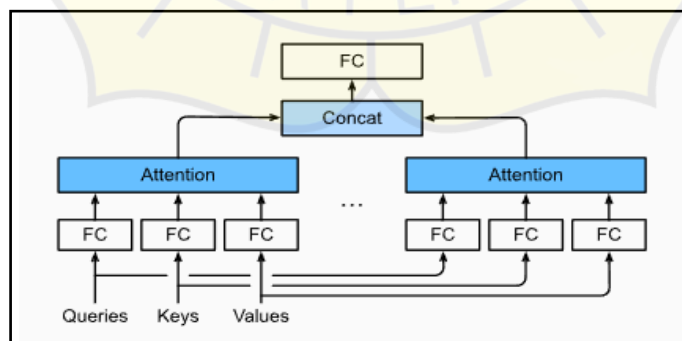 FC
Concat
Attention Attention
...
FC FC FC FC FC FC
Queries Keys Values